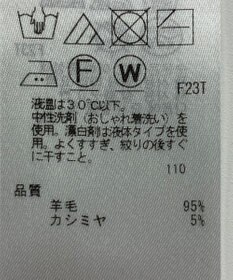 F W
F23T
液温は30℃以下。
中性洗剤(おしゃれ着洗い)を
使用。漂白剤は液体タイプを使
用。よくすすぎ、絞りの後すぐ
に干すこと。
110
品質
羊毛 95%
カシミヤ 5%